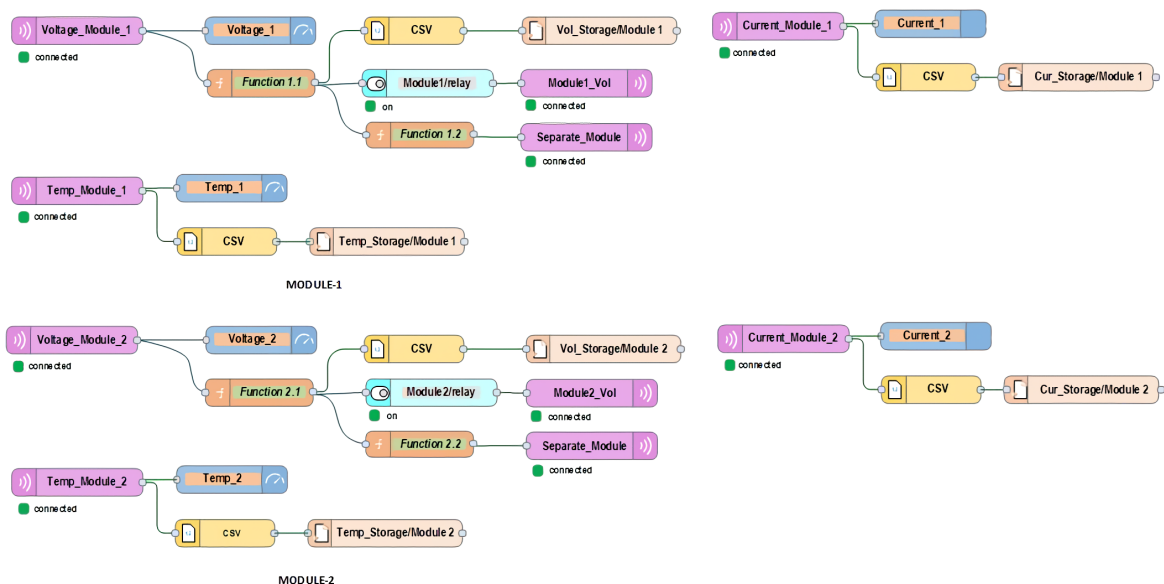 Voltage_Module_1
connected
Voltage_1
Function 1.1
CSV
Vol_Storage/Module 1
Module1/relay
on
Module1_Vol
connected
Function 1.2
Separate_Module
connected
Current_Module_1
connected
Current_1
CSV
Cur_Storage/Module 1
Temp_Module_1
connected
Temp_1
CSV
Temp_Storage/Module 1
MODULE-1
Voltage_Module_2
connected
Voltage_2
Function 2.1
CSV
Vol_Storage/Module 2
Module2/relay
on
Module2_Vol
connected
Function 2.2
Separate_Module
connected
Current_Module_2
connected
Current_2
CSV
Cur_Storage/Module 2
Temp_Module_2
connected
Temp_2
CSV
Temp_Storage/Module 2
MODULE-2